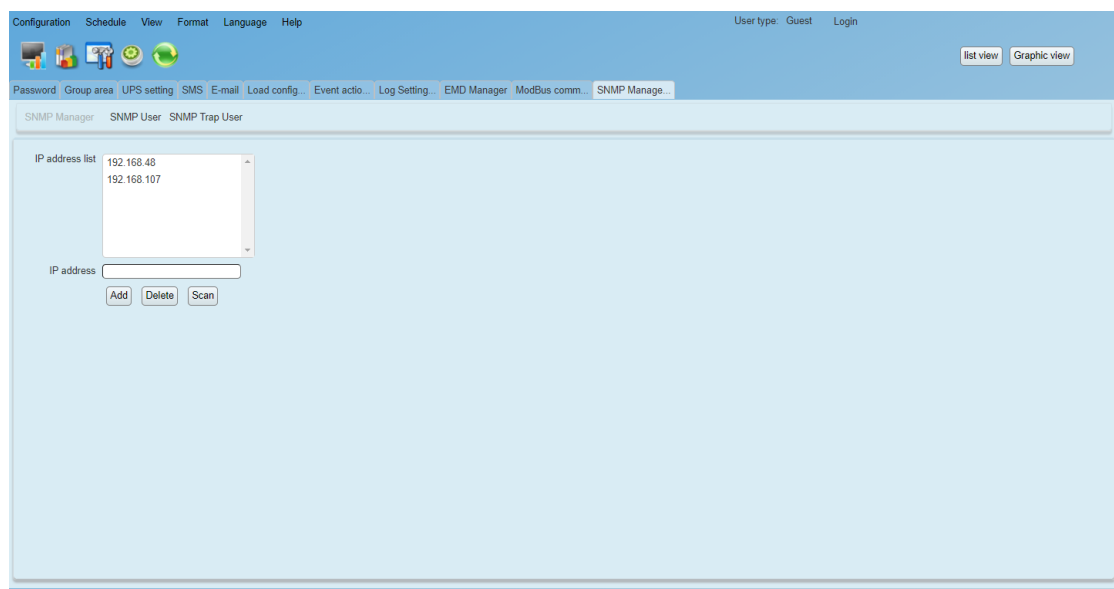 Configuration Schedule View Format Language Help User type: Guest Login
list view Graphic view
Password Group area UPS setting SMS E-mail Load config... Event actio... Log Setting... EMD Manager ModBus comm... SNMP Manage...
SNMP Manager SNMP User SNMP Trap User
IP address list
192.168.48
192.168.107
IP address
Add Delete Scan